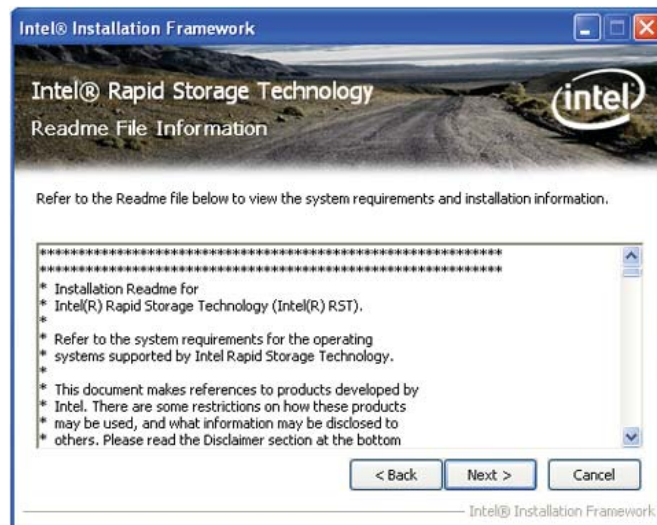 Intel® Installation Framework
Intel® Rapid Storage Technology
Readme File Information
intel
Refer to the Readme file below to view the system requirements and installation information.
************************************************************
************************************************************
* Installation Readme for
* Intel(R) Rapid Storage Technology (Intel(R) RST).
*
* Refer to the system requirements for the operating
* systems supported by Intel Rapid Storage Technology.
*
* This document makes references to products developed by
* Intel. There are some restrictions on how these products
* may be used, and what information may be disclosed to
* others. Please read the Disclaimer section at the bottom
< Back Next > Cancel
Intel® Installation Framework